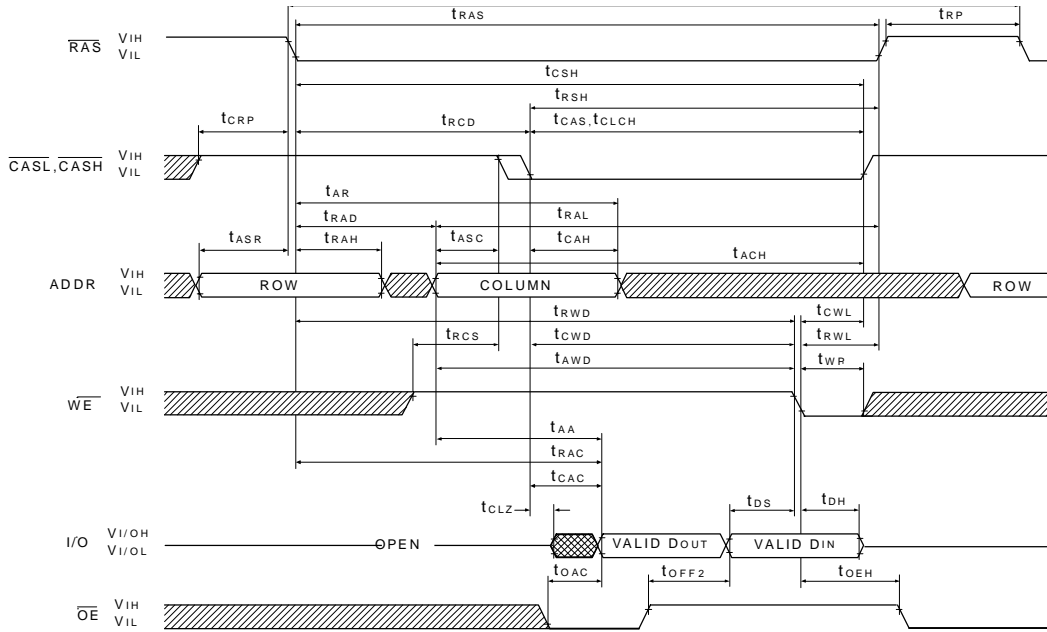 tRAS
tRP
RAS
VIH
VIL
tCSH
tRSH
tCRP
tRCD
tCAS,tCLCH
CASL,CASH
VIH
VIL
tAR
tRAD
tRAL
tASR
tRAH
tASC
tCAH
tACH
ADDR
VIH
VIL
ROW
COLUMN
ROW
tRWD
tCWL
tRCS
tCWD
tRWL
tAWD
tWP
WE
VIH
VIL
tAA
tRAC
tCAC
tCLZ
tDS
tDH
I/O
VI/OH
VI/OL
OPEN
VALID DOUT
VALID DIN
tOAC
tOFF2
tOEH
OE
VIH
VIL